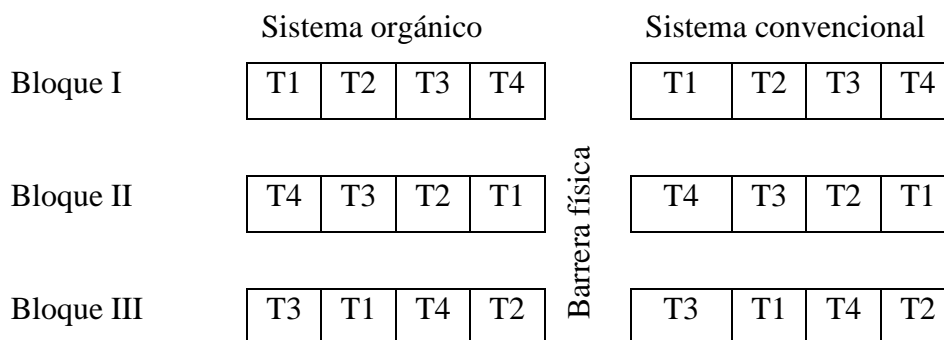 Sistema orgánico Sistema convencional
Bloque I T1 T2 T3 T4 T1 T2 T3 T4
Bloque II T4 T3 T2 T1 T4 T3 T2 T1
Barrera física
Bloque III T3 T1 T4 T2 T3 T1 T4 T2